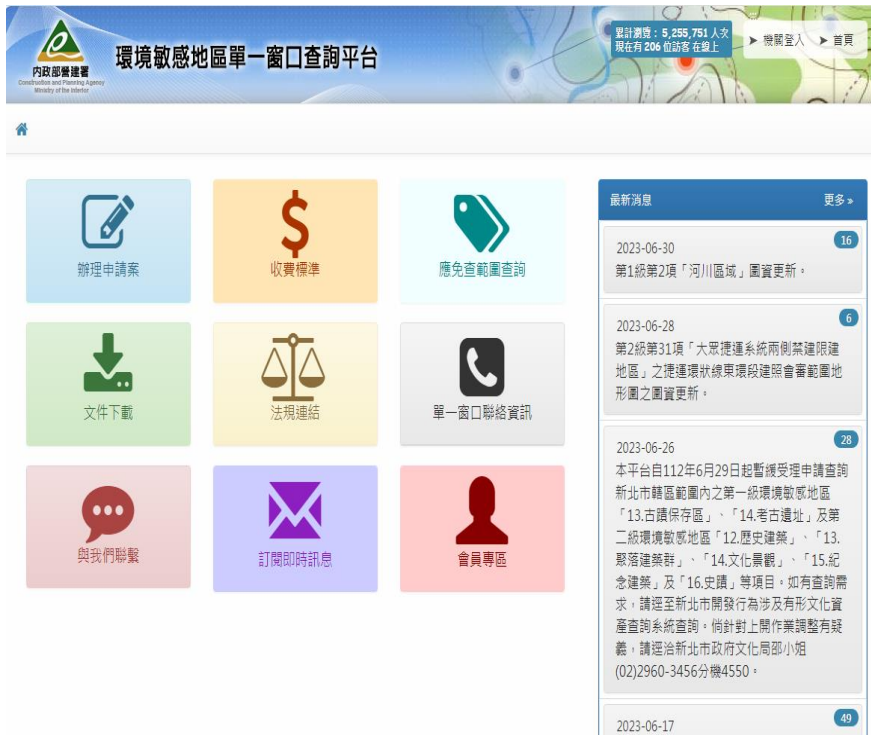 內政部營建署
Construction and Planning Agency
Ministry of the Interior
環境敏感地區單一窗口查詢平台
累計瀏覽：5,255,751 人次
現在有 206 位訪客 在線上
機關登入
首頁
辦理申請案
收費標準
應免查範圍查詢
文件下載
法規連結
單一窗口聯絡資訊
與我們聯繫
訂閱即時訊息
會員專區
最新消息
更多 »
2023-06-30
16
第1級第2項「河川區域」圖資更新。
2023-06-28
6
第2級第31項「大眾捷運系統兩側禁建限建
地區」之捷運環狀線東環段建照會審範圍地
形圖之圖資更新。
2023-06-26
28
本平台自112年6月29日起暫緩受理申請查詢
新北市轄區範圍內之第一級環境敏感地區
「13.古蹟保存區」、「14.考古遺址」及第
二級環境敏感地區「12.歷史建築」、「13.
聚落建築群」、「14.文化景觀」、「15.紀
念建築」及「16.史蹟」等項目。如有查詢需
求，請逕至新北市開發行為涉及有形文化資
產查詢系統查詢。倘針對上開作業調整有疑
義，請逕洽新北市政府文化局邵小姐
(02)2960-3456分機4550。
2023-06-17
49